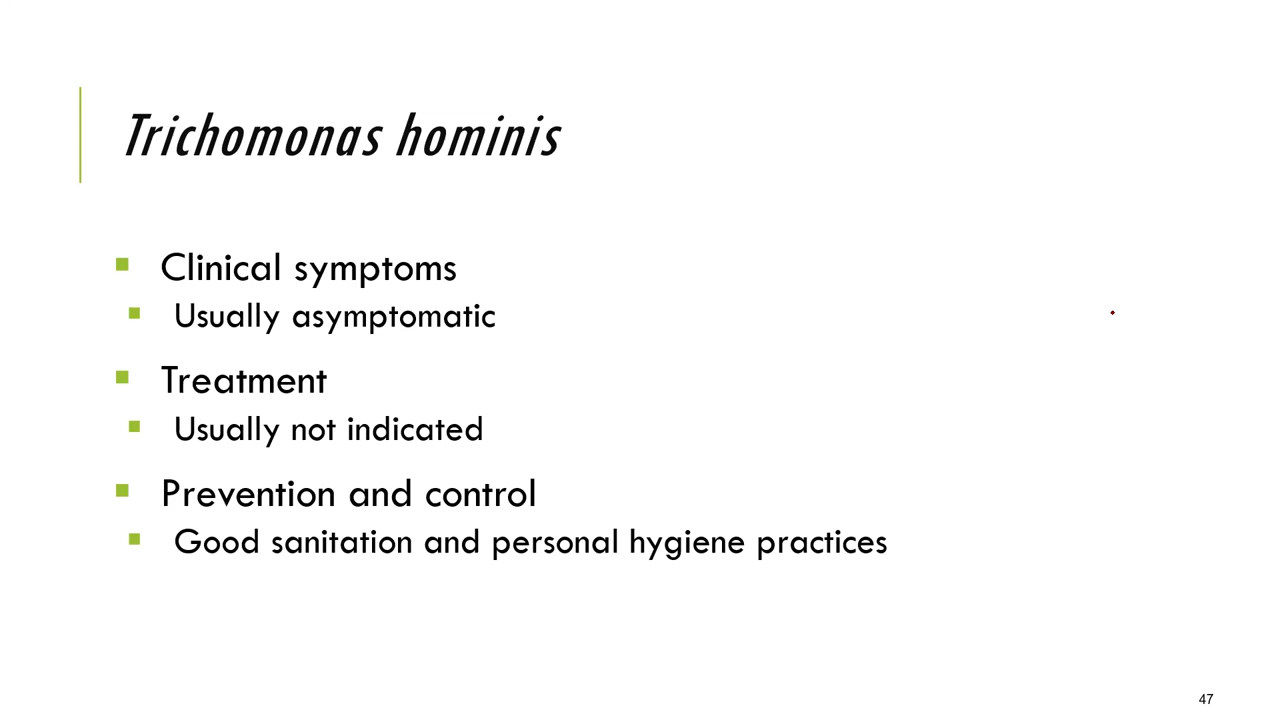 Trichomonas hominis
Clinical symptoms
Usually asymptomatic
Treatment
Usually not indicated
Prevention and control
Good sanitation and personal hygiene practices
47